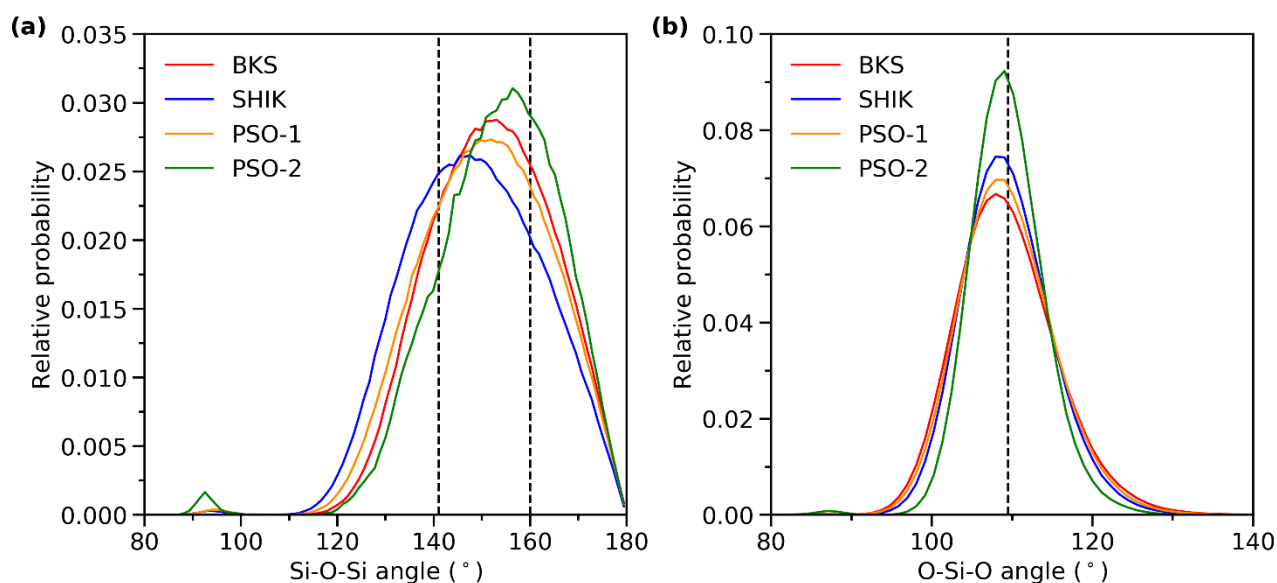 (a)
0.035
0.030
0.025
0.020
0.015
0.010
0.005
0.000
Relative probability
BKS
SHIK
PSO-1
PSO-2
80 100 120 140 160 180
Si-O-Si angle (°)
(b)
0.10
0.08
0.06
0.04
0.02
0.00
Relative probability
BKS
SHIK
PSO-1
PSO-2
80 100 120 140
O-Si-O angle (°)